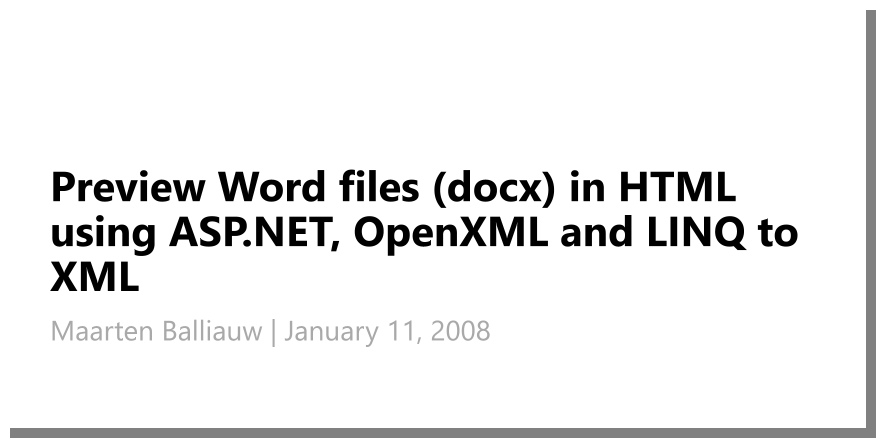 Preview Word files (docx) in HTML
using ASP.NET, OpenXML and LINQ to
XML
Maarten Balliauw | January 11, 2008